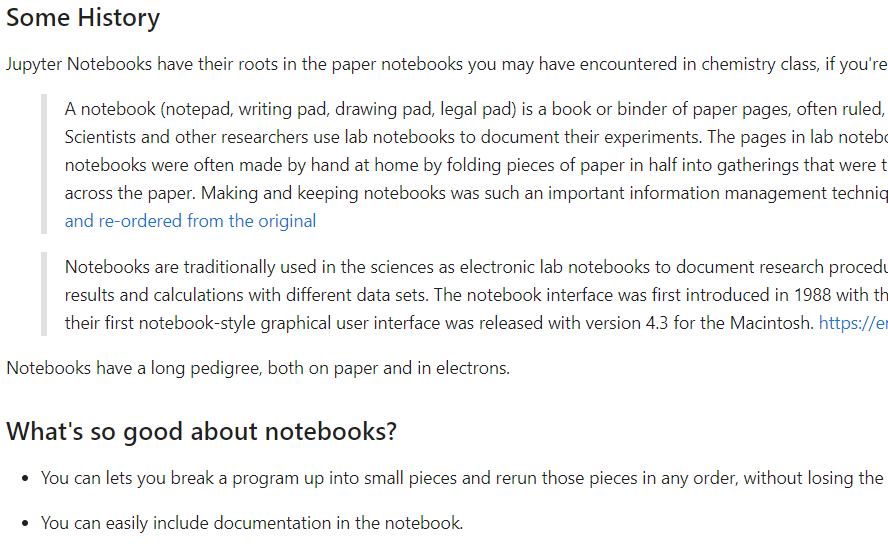 Some History
Jupyter Notebooks have their roots in the paper notebooks you may have encountered in chemistry class, if you're
A notebook (notepad, writing pad, drawing pad, legal pad) is a book or binder of paper pages, often ruled,
Scientists and other researchers use lab notebooks to document their experiments. The pages in lab notebo
notebooks were often made by hand at home by folding pieces of paper in half into gatherings that were t
across the paper. Making and keeping notebooks was such an important information management techniq
and re-ordered from the original
Notebooks are traditionally used in the sciences as electronic lab notebooks to document research procedu
results and calculations with different data sets. The notebook interface was first introduced in 1988 with th
their first notebook-style graphical user interface was released with version 4.3 for the Macintosh. https://en
Notebooks have a long pedigree, both on paper and in electrons.
What's so good about notebooks?
• You can lets you break a program up into small pieces and rerun those pieces in any order, without losing the
• You can easily include documentation in the notebook.